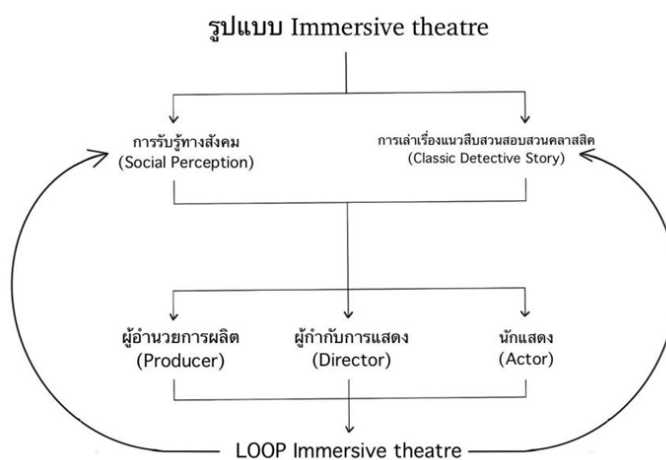 รูปแบบ Immersive theatre
การรับรู้ทางสังคม
(Social Perception)
การเล่าเรื่องแนวสืบสวนสอบสวนคลาสสิค
(Classic Detective Story)
ผู้อำนวยการผลิต
(Producer)
ผู้กำกับการแสดง
(Director)
นักแสดง
(Actor)
LOOP Immersive theatre